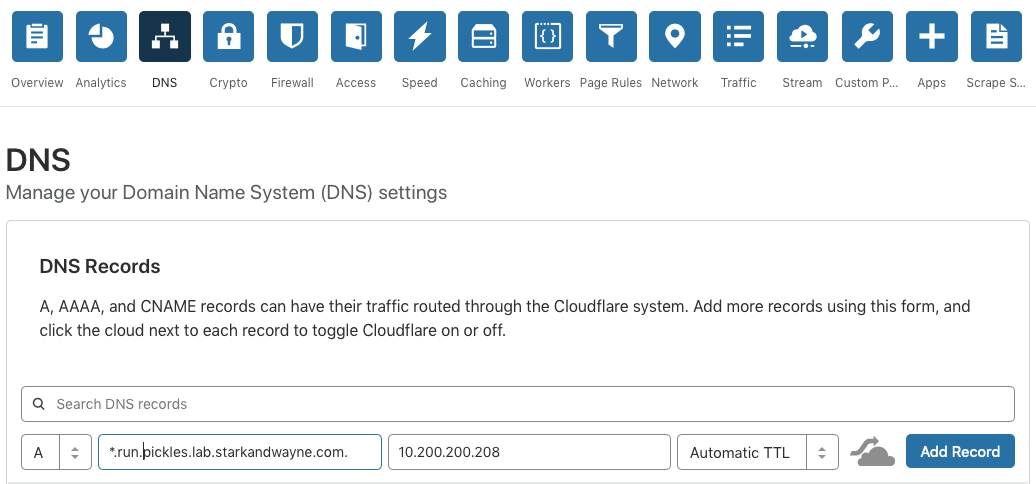 Overview Analytics DNS Crypto Firewall Access Speed Caching Workers Page Rules Network Traffic Stream Custom P... Apps Scrape S...
DNS
Manage your Domain Name System (DNS) settings
DNS Records
A, AAAA, and CNAME records can have their traffic routed through the Cloudflare system. Add more records using this form, and
click the cloud next to each record to toggle Cloudflare on or off.
Search DNS records
A *.run.pickles.lab.starkandwayne.com. 10.200.200.208 Automatic TTL Add Record